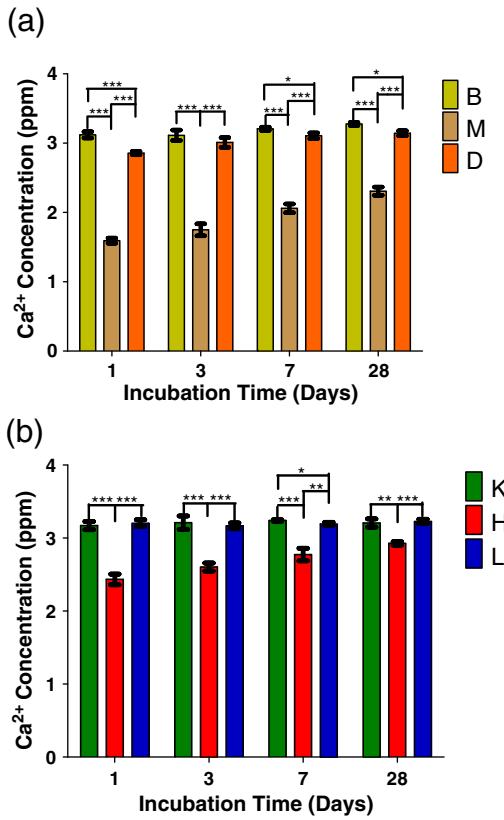 (a)
*** * *
*** *** *** *** *** *** *** ***
4
3
2
1
0
Ca2+ Concentration (ppm)
1 3 7 28
Incubation Time (Days)
B
M
D
(b)
*
*** *** *** *** *** ** ** ***
4
3
2
1
0
Ca2+ Concentration (ppm)
1 3 7 28
Incubation Time (Days)
K
H
L